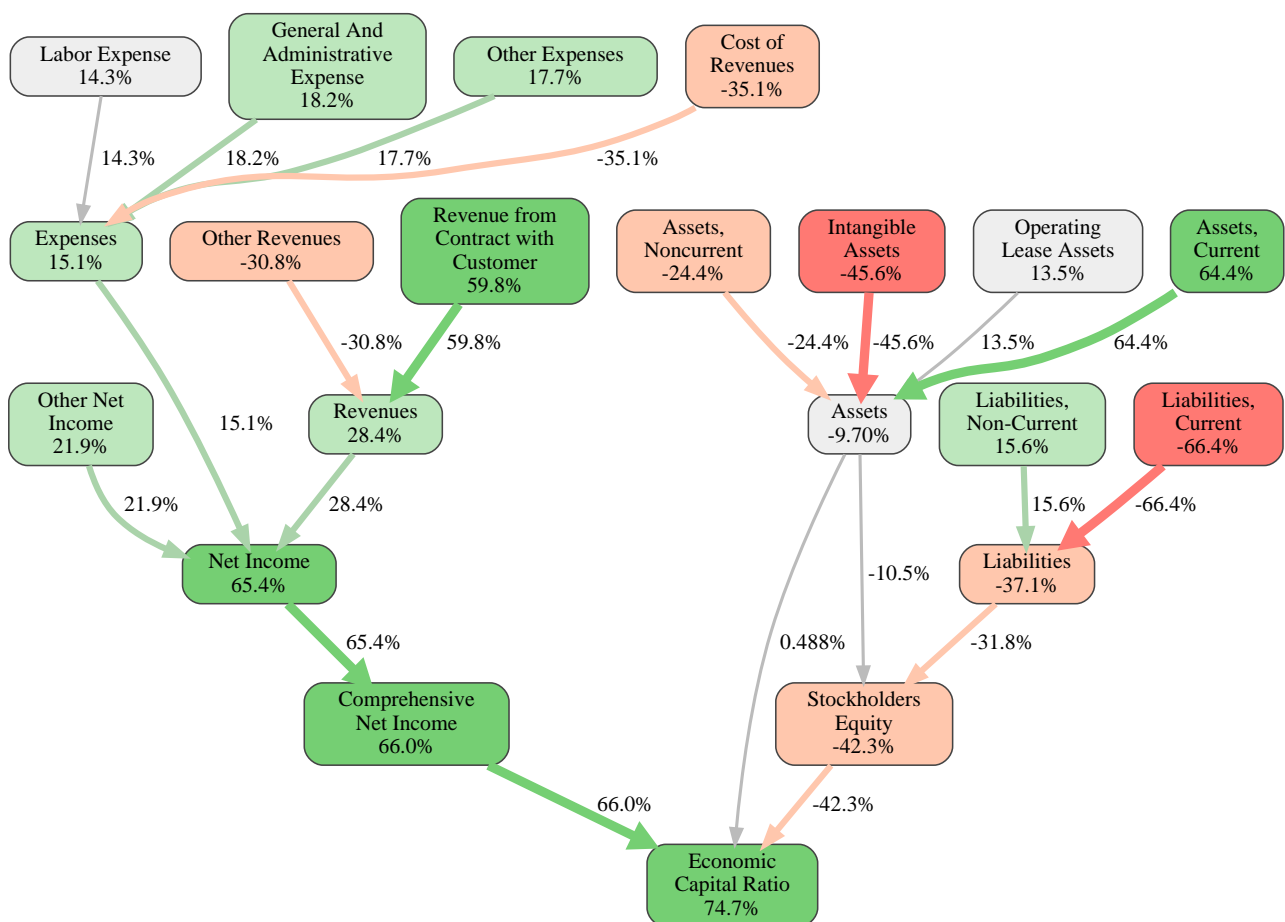 Labor Expense
14.3%
General And
Administrative
Expense
18.2%
Other Expenses
17.7%
Cost of
Revenues
-35.1%
14.3%
18.2%
17.7%
-35.1%
Expenses
15.1%
Other Revenues
-30.8%
Revenue from
Contract with
Customer
59.8%
Assets,
Noncurrent
-24.4%
Intangible
Assets
-45.6%
Operating
Lease Assets
13.5%
Assets,
Current
64.4%
-30.8%
59.8%
-24.4%
-45.6%
13.5%
64.4%
Other Net
Income
21.9%
15.1%
Revenues
28.4%
Assets
-9.70%
Liabilities,
Non-Current
15.6%
Liabilities,
Current
-66.4%
21.9%
28.4%
15.6%
-66.4%
Net Income
65.4%
-10.5%
Liabilities
-37.1%
65.4%
0.488%
-31.8%
Comprehensive
Net Income
66.0%
Stockholders
Equity
-42.3%
66.0%
-42.3%
Economic
Capital Ratio
74.7%